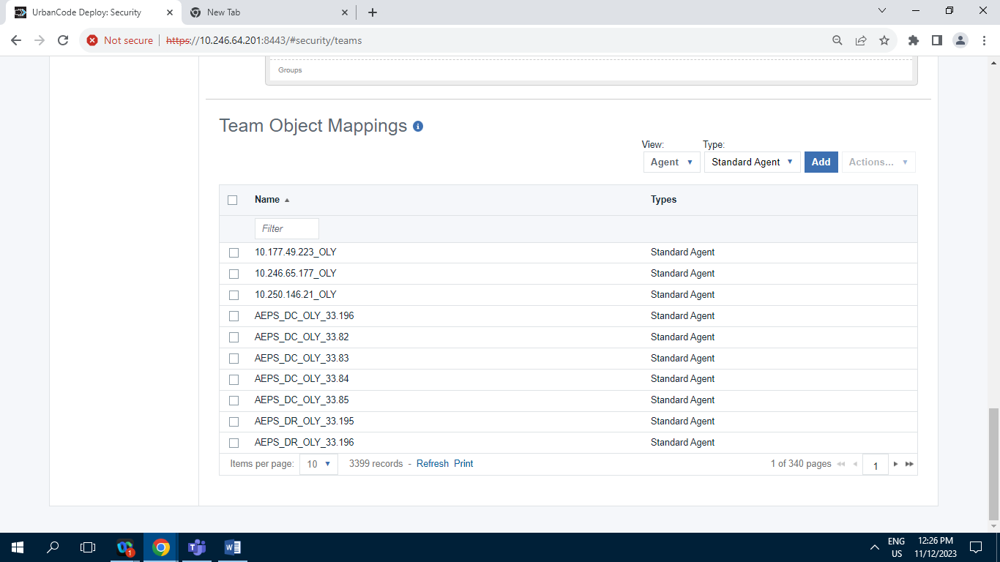 UrbanCode Deploy: Security
New Tab
Not secure https://10.246.64.201:8443/#security/teams
Groups
Team Object Mappings
View: Type:
Agent Standard Agent Add Actions...
Name Types
Filter
10.177.49.223_OLY Standard Agent
10.246.65.177_OLY Standard Agent
10.250.146.21_OLY Standard Agent
AEPS_DC_OLY_33.196 Standard Agent
AEPS_DC_OLY_33.82 Standard Agent
AEPS_DC_OLY_33.83 Standard Agent
AEPS_DC_OLY_33.84 Standard Agent
AEPS_DC_OLY_33.85 Standard Agent
AEPS_DR_OLY_33.195 Standard Agent
AEPS_DR_OLY_33.196 Standard Agent
Items per page: 10 3399 records - Refresh Print 1 of 340 pages 1
1
ENG 12:26 PM
US 11/12/2023